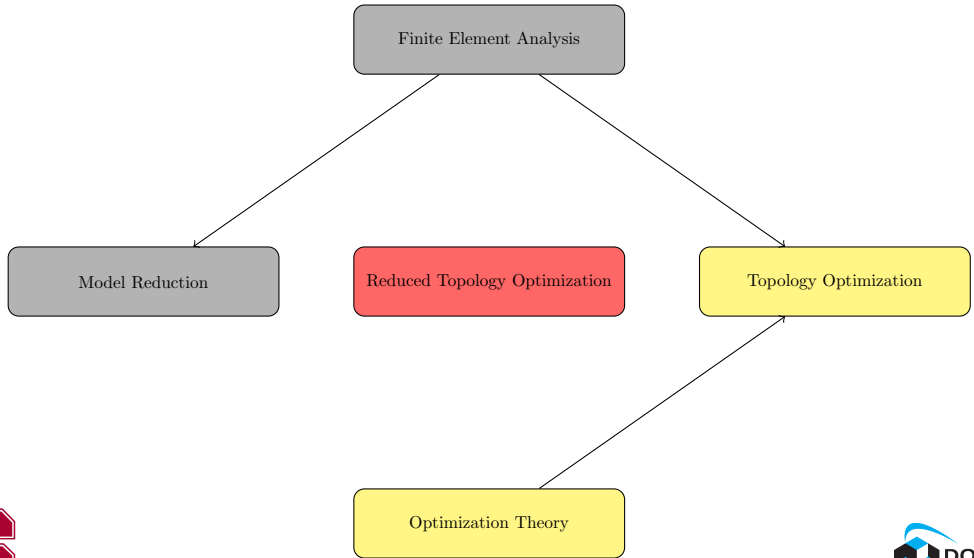 Finite Element Analysis
Model Reduction
Reduced Topology Optimization
Topology Optimization
Optimization Theory